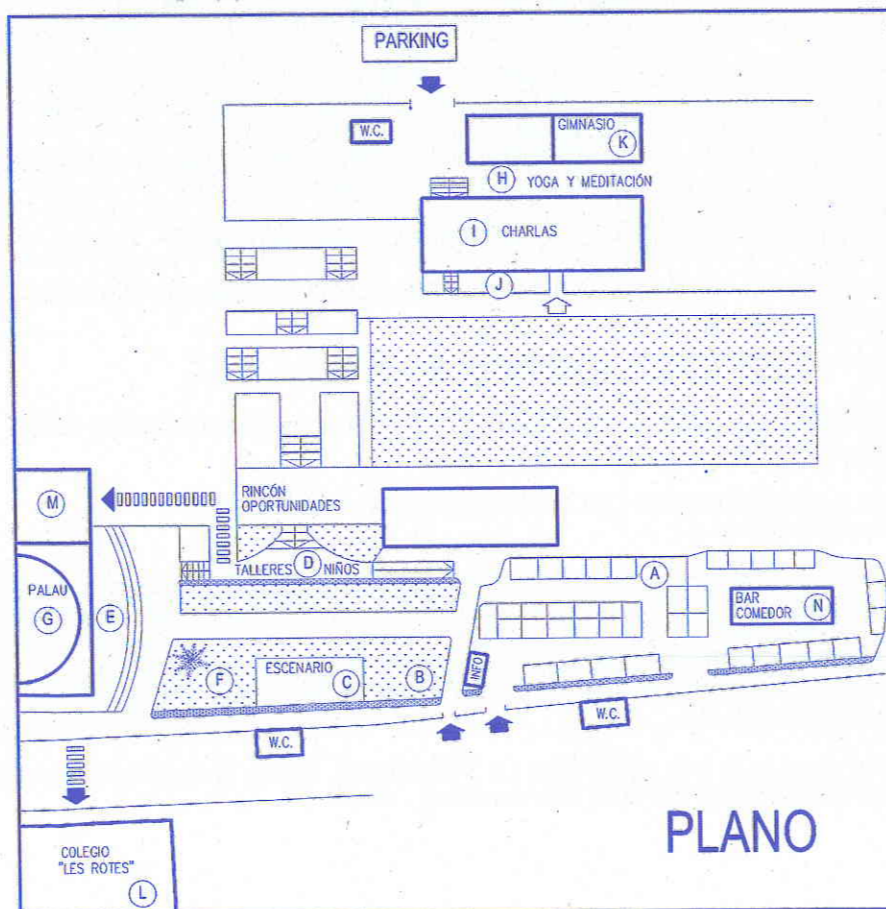 PARKING
W.C.
GIMNASIO
K
H YOGA Y MEDITACIÓN
I CHARLAS
J
RINCÓN
OPORTUNIDADES
M
D
TALLERES NIÑOS
A
BAR
COMEDOR
N
PALAU
G
E
INFO
ESCENARIO
F
C
B
W.C.
W.C.
PLANO
COLEGIO
"LES ROTES"
L